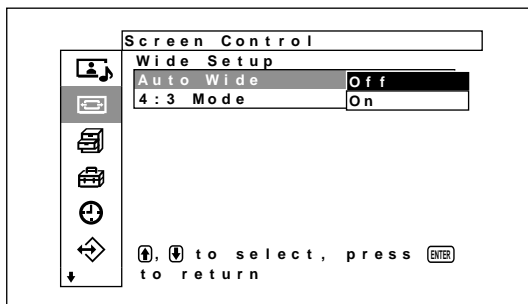 Screen Control
Wide Setup
Auto Wide Off
4:3 Mode On
, to select, press ENTER
to return